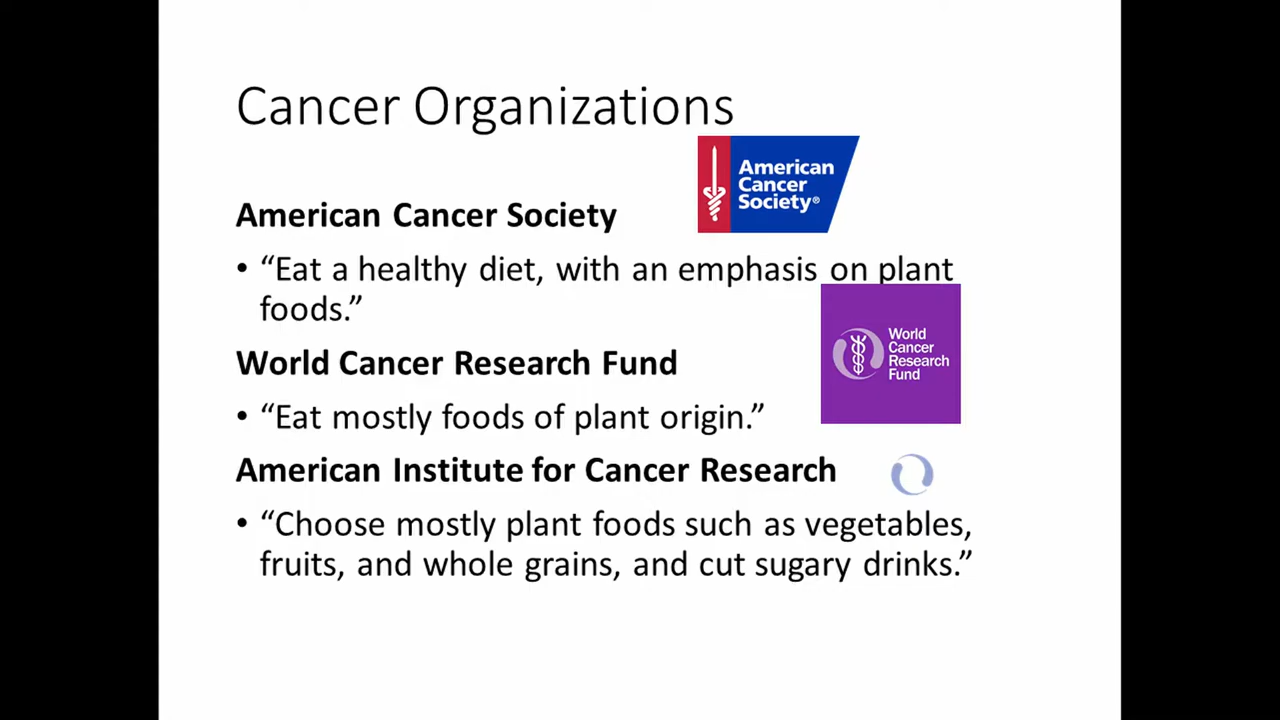 Cancer Organizations
American
Cancer
Society®
American Cancer Society
• “Eat a healthy diet, with an emphasis on plant
foods.”
World
Cancer
Research
Fund
World Cancer Research Fund
• “Eat mostly foods of plant origin.”
American Institute for Cancer Research
• “Choose mostly plant foods such as vegetables,
fruits, and whole grains, and cut sugary drinks.”